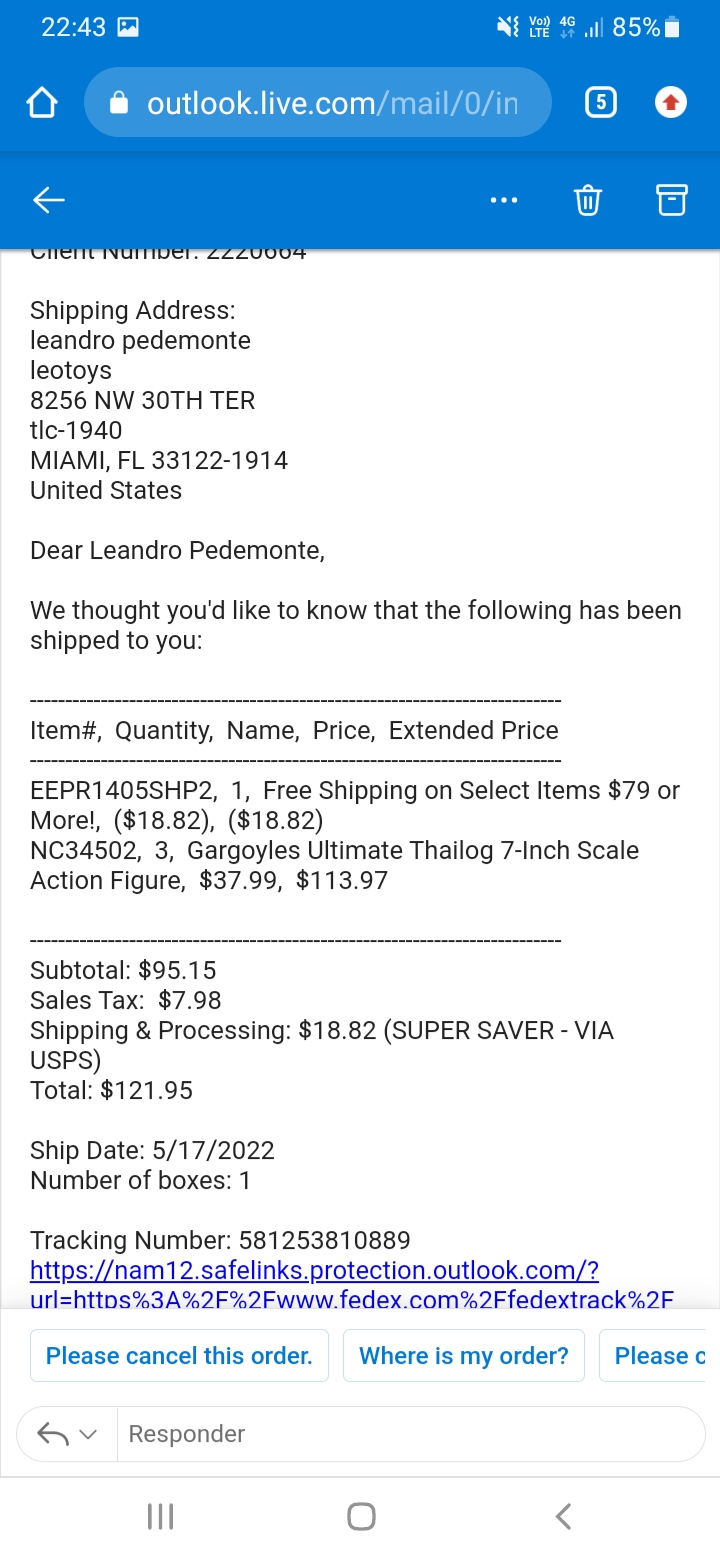 22:43
Vo)) LTE 4G 85%
outlook.live.com/mail/0/in
5
Client Number: 2220664
Shipping Address:
leandro pedemonte
leotoys
8256 NW 30TH TER
tlc-1940
MIAMI, FL 33122-1914
United States
Dear Leandro Pedemonte,
We thought you'd like to know that the following has been
shipped to you:
----------------------------------------------------------------------------
Item#,  Quantity,  Name,  Price,  Extended Price
----------------------------------------------------------------------------
EEPR1405SHP2,  1,  Free Shipping on Select Items $79 or
More!,  ($18.82),  ($18.82)
NC34502,  3,  Gargoyles Ultimate Thailog 7-Inch Scale
Action Figure,  $37.99,  $113.97
----------------------------------------------------------------------------
Subtotal: $95.15
Sales Tax:  $7.98
Shipping & Processing: $18.82 (SUPER SAVER - VIA
USPS)
Total: $121.95
Ship Date: 5/17/2022
Number of boxes: 1
Tracking Number: 581253810889
https://nam12.safelinks.protection.outlook.com/?
url=https%3A%2F%2Fwww.fedex.com%2Ffedextrack%2F
Please cancel this order. Where is my order? Please c
Responder